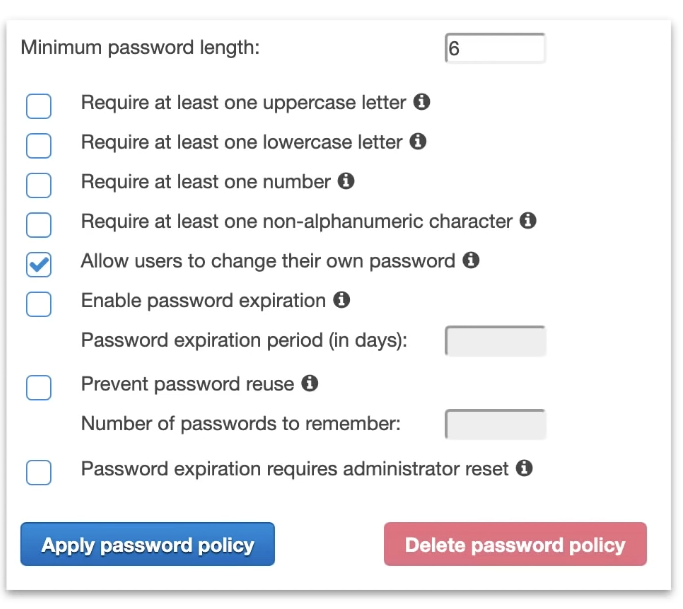 Minimum password length: 6
Require at least one uppercase letter
Require at least one lowercase letter
Require at least one number
Require at least one non-alphanumeric character
Allow users to change their own password
Enable password expiration
Password expiration period (in days):
Prevent password reuse
Number of passwords to remember:
Password expiration requires administrator reset
Apply password policy Delete password policy